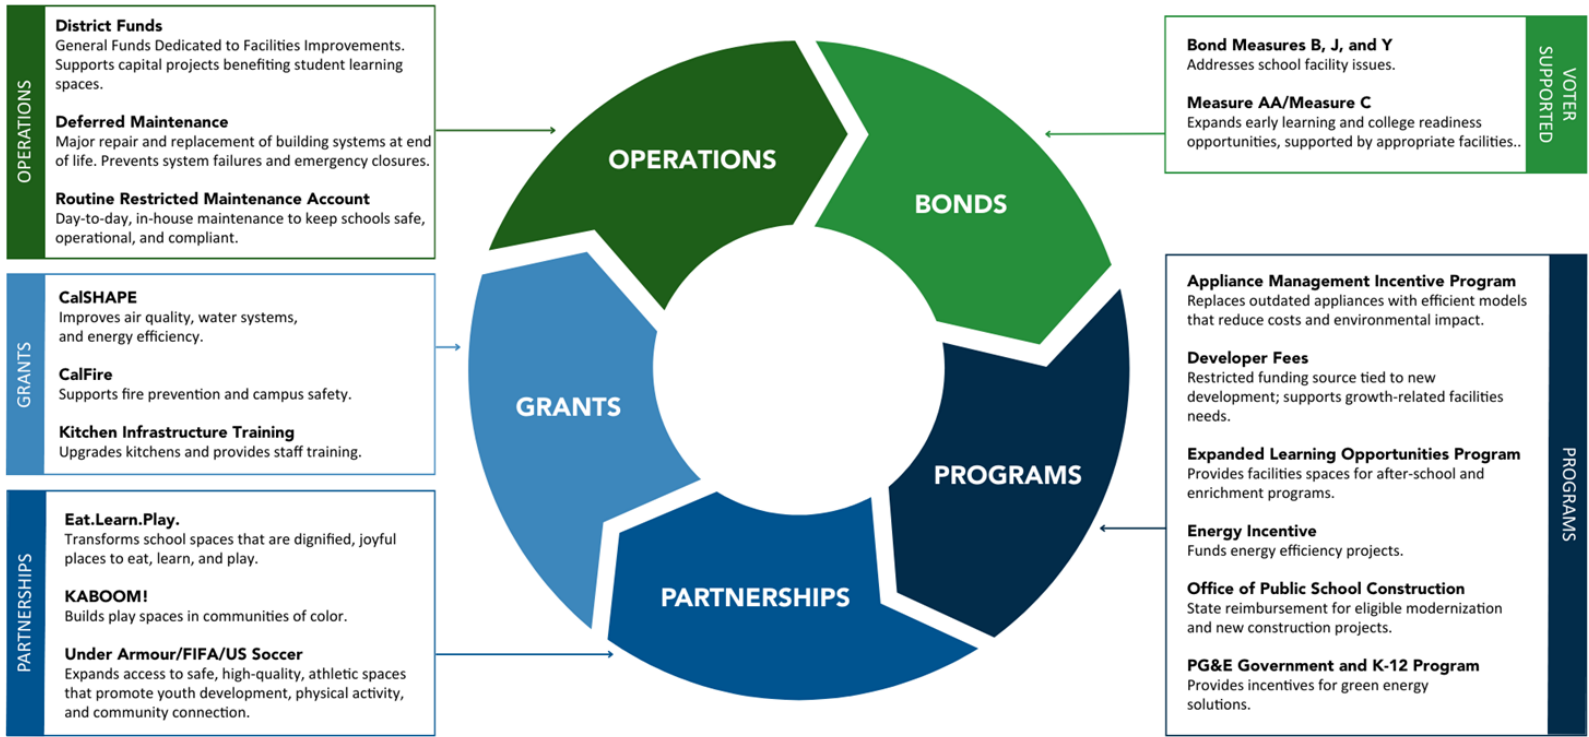 OPERATIONS
District Funds
General Funds Dedicated to Facilities Improvements.
Supports capital projects benefiting student learning
spaces.
Deferred Maintenance
Major repair and replacement of building systems at end
of life. Prevents system failures and emergency closures.
Routine Restricted Maintenance Account
Day-to-day, in-house maintenance to keep schools safe,
operational, and compliant.
GRANTS
CalSHAPE
Improves air quality, water systems,
and energy efficiency.
CalFire
Supports fire prevention and campus safety.
Kitchen Infrastructure Training
Upgrades kitchens and provides staff training.
PARTNERSHIPS
Eat.Learn.Play.
Transforms school spaces that are dignified, joyful
places to eat, learn, and play.
KABOOM!
Builds play spaces in communities of color.
Under Armour/FIFA/US Soccer
Expands access to safe, high-quality, athletic spaces
that promote youth development, physical activity,
and community connection.
OPERATIONS
BONDS
GRANTS
PROGRAMS
PARTNERSHIPS
VOTER
SUPPORTED
Bond Measures B, J, and Y
Addresses school facility issues.
Measure AA/Measure C
Expands early learning and college readiness
opportunities, supported by appropriate facilities..
PROGRAMS
Appliance Management Incentive Program
Replaces outdated appliances with efficient models
that reduce costs and environmental impact.
Developer Fees
Restricted funding source tied to new
development; supports growth-related facilities
needs.
Expanded Learning Opportunities Program
Provides facilities spaces for after-school and
enrichment programs.
Energy Incentive
Funds energy efficiency projects.
Office of Public School Construction
State reimbursement for eligible modernization
and new construction projects.
PG&E Government and K-12 Program
Provides incentives for green energy
solutions.